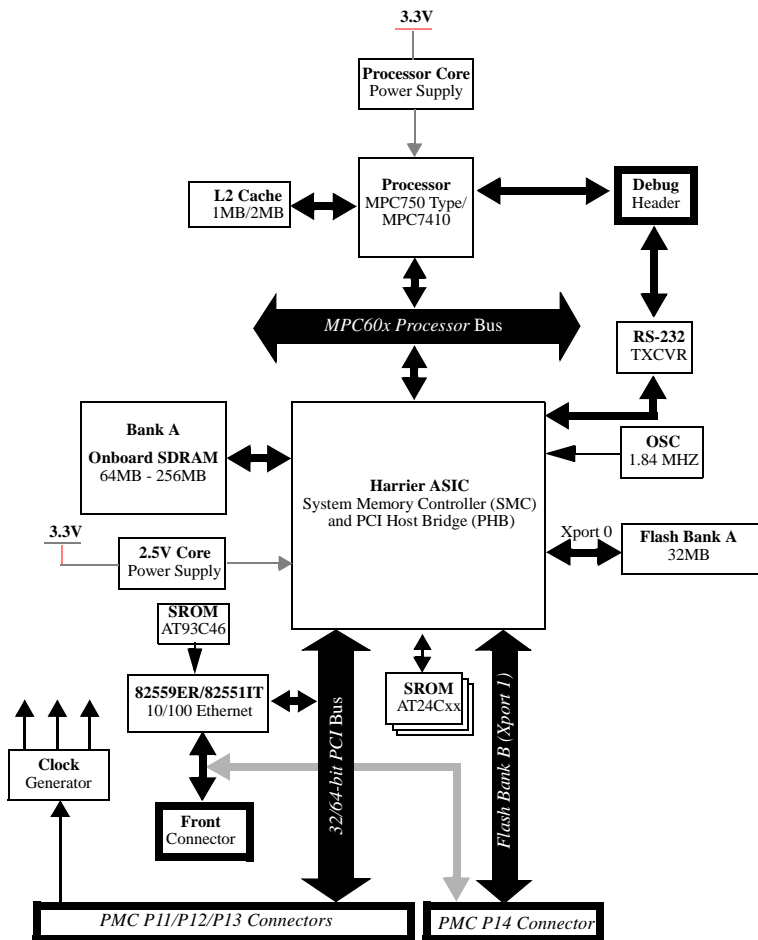 3.3V
Processor Core
Power Supply
Processor
MPC750 Type/
MPC7410
L2 Cache
1MB/2MB
Debug
Header
MPC60x Processor Bus
RS-232
TXCVR
Bank A
Onboard SDRAM
64MB - 256MB
Harrier ASIC
System Memory Controller (SMC)
and PCI Host Bridge (PHB)
OSC
1.84 MHZ
3.3V
2.5V Core
Power Supply
Xport 0
Flash Bank A
32MB
SROM
AT93C46
82559ER/82551IT
10/100 Ethernet
SROM
AT24Cxx
32/64-bit PCI Bus
Flash Bank B (Xport 1)
Clock
Generator
Front
Connector
PMC P11/P12/P13 Connectors
PMC P14 Connector